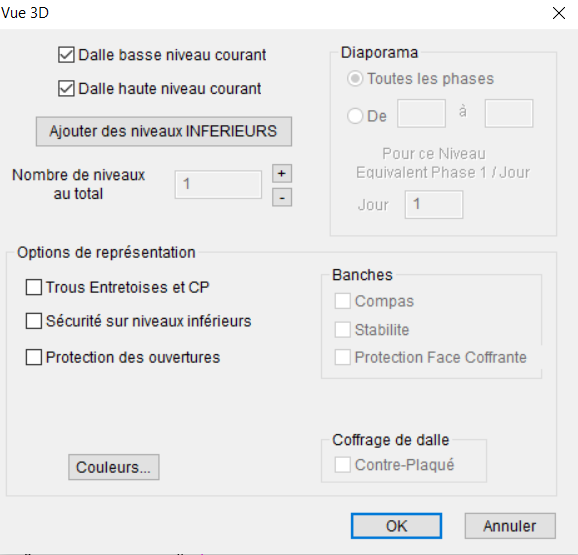 Vue 3D
Dalle basse niveau courant
Dalle haute niveau courant
Ajouter des niveaux INFERIEURS
Nombre de niveaux
au total
1
+
-
Diaporama
Toutes les phases
De
à
Pour ce Niveau
Equivalent Phase 1 / Jour
Jour
1
Options de représentation
Trous Entretoises et CP
Sécurité sur niveaux inférieurs
Protection des ouvertures
Banches
Compas
Stabilite
Protection Face Coffrante
Coffrage de dalle
Contre-Plaqué
Couleurs...
OK
Annuler